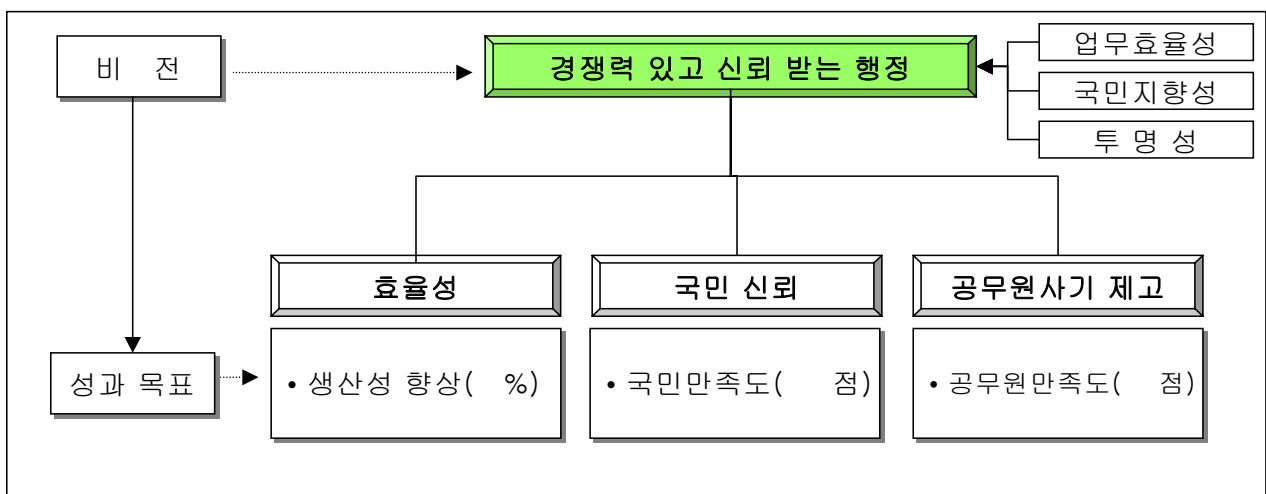 비 전
경쟁력 있고 신뢰 받는 행정
업무효율성
국민지향성
투 명 성
효율성
국민 신뢰
공무원사기 제고
성과 목표
• 생산성 향상( %)
• 국민만족도( 점)
• 공무원만족도( 점)